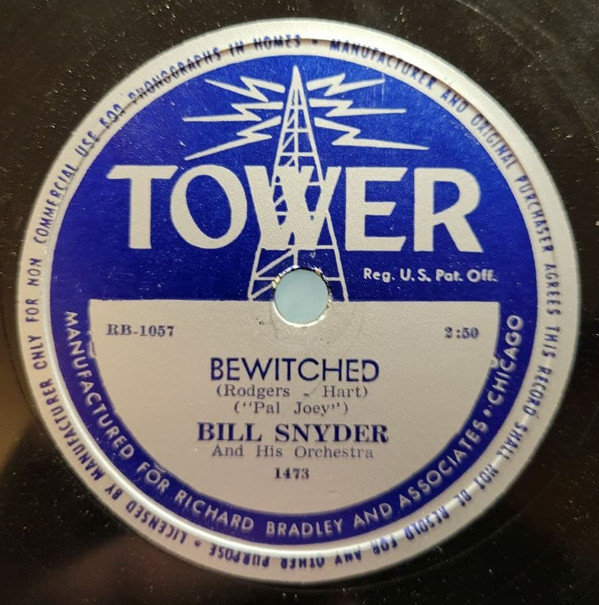 MANUFACTURER AND ORIGINAL PURCHASER AGREES THIS RECORD SHALL NOT BE RESOLD FOR ANY OTHER PURPOSE • LICENSED BY MANUFACTURER ONLY FOR NON COMMERCIAL USE FOR PHONOGRAPHS IN HOMES •
TOWER
Reg. U.S. Pat. Off.
RB-1057 2:50
BEWITCHED
(Rodgers - Hart)
("Pal Joey")
BILL SNYDER
And His Orchestra
1473
MANUFACTURED FOR RICHARD BRADLEY AND ASSOCIATES • CHICAGO